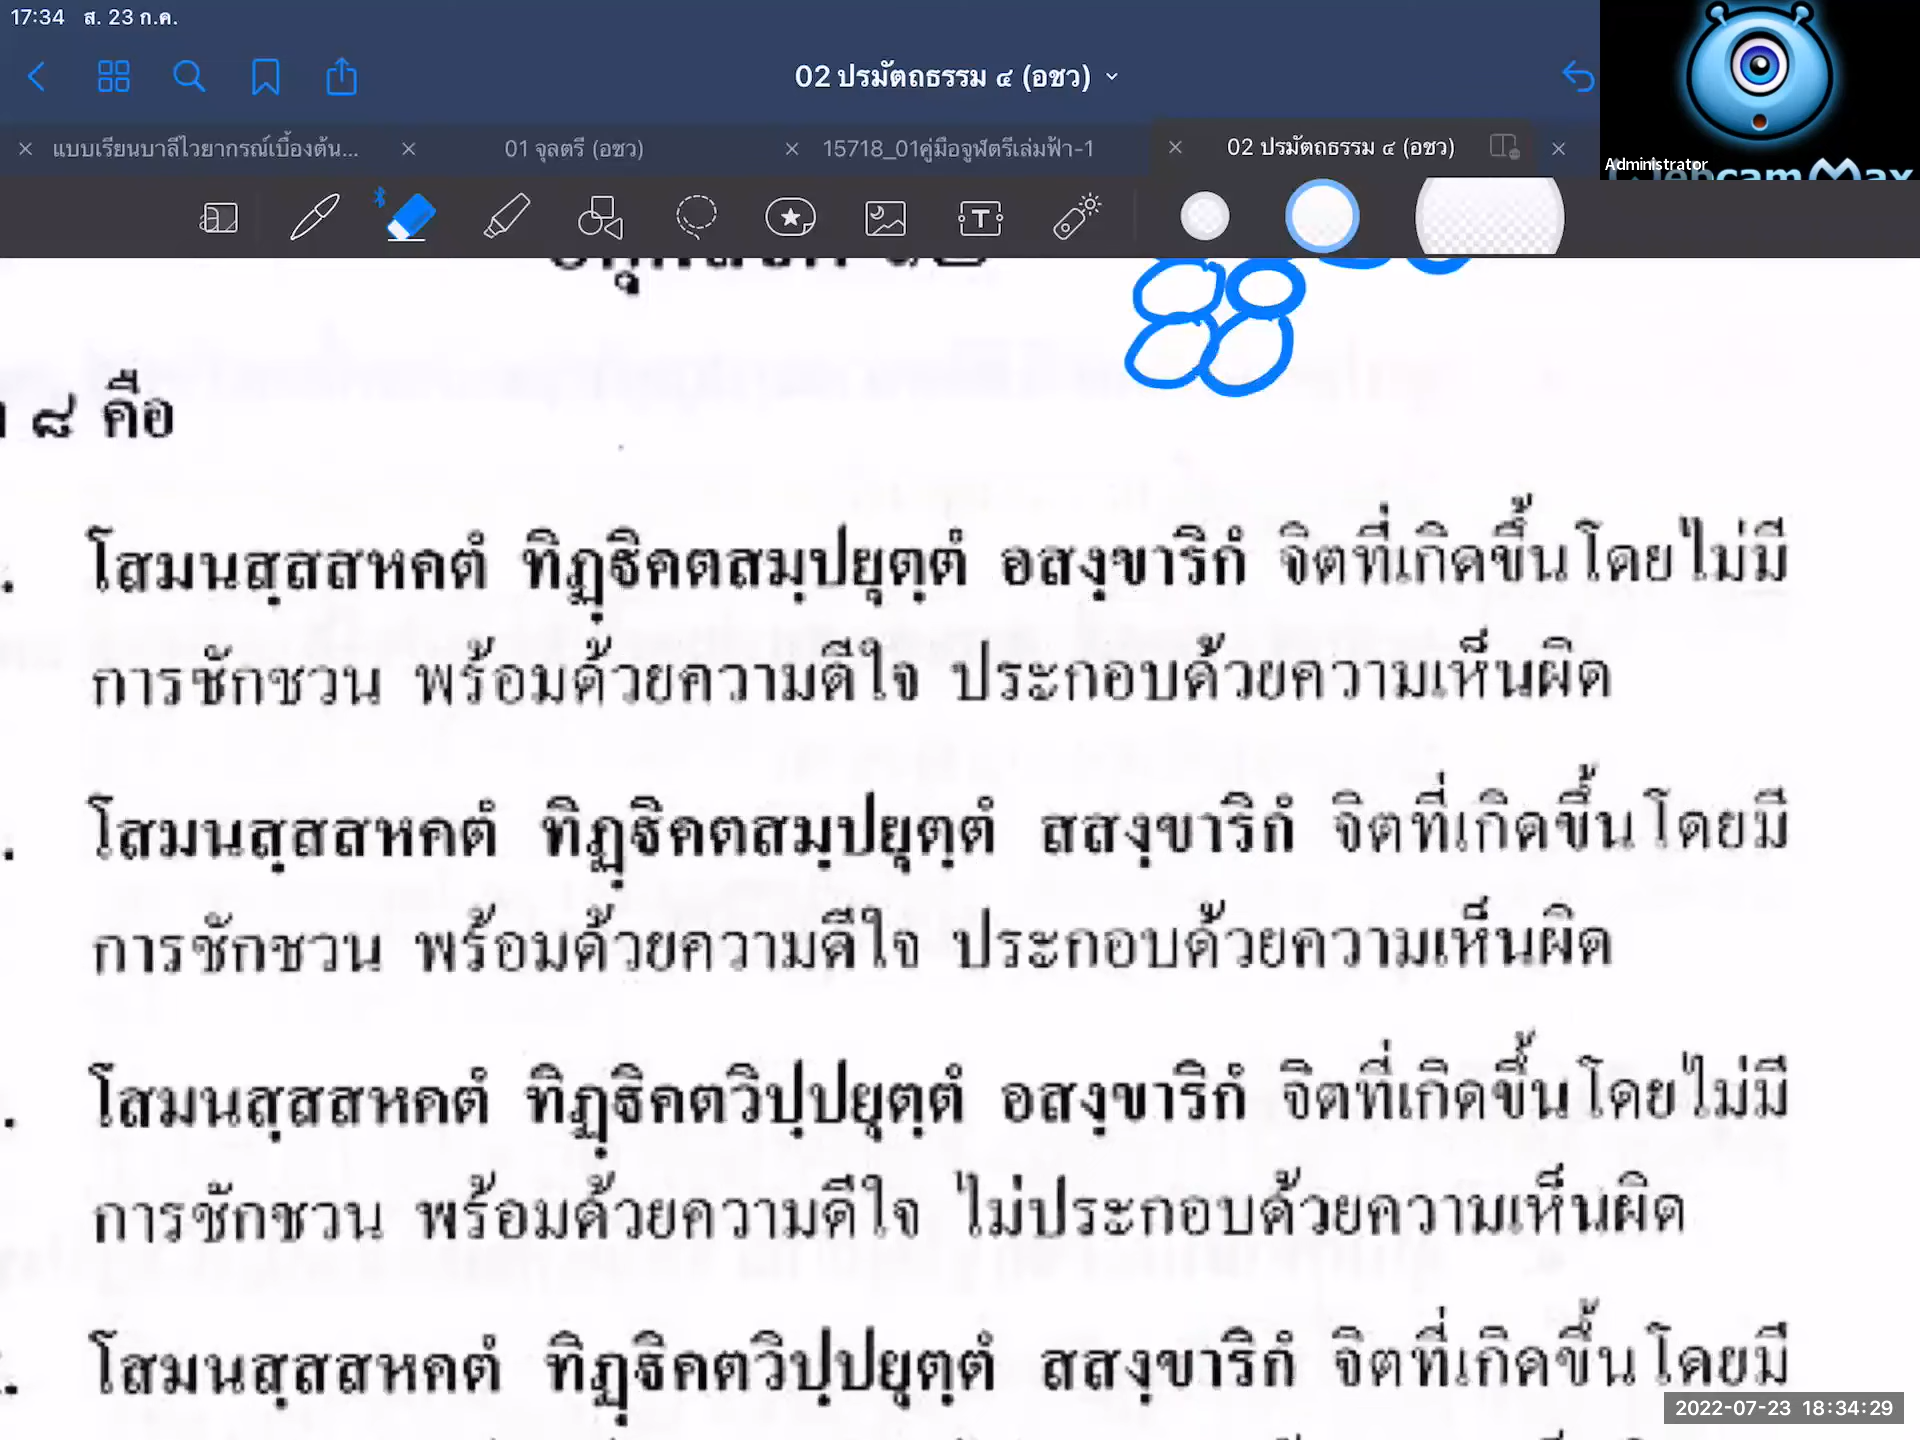 17:34 ส. 23 ก.ค.
02 ปรมัตถธรรม ๔ (อชว)
แบบเรียนบาลีไวยากรณ์เบื้องต้น... 01 จุลตรี (อชว) 15718_01คู่มือจูฬตรีเล่มฟ้า-1 02 ปรมัตถธรรม ๔ (อชว)
Administrator
๘ คือ
โสมนสฺสสหคตํ ทิฏฺฐิคตสมฺปยุตฺตํ อสงฺขาริกํ จิตที่เกิดขึ้นโดยไม่มี
การชักชวน พร้อมด้วยความดีใจ ประกอบด้วยความเห็นผิด
โสมนสฺสสหคตํ ทิฏฺฐิคตสมฺปยุตฺตํ สสงฺขาริกํ จิตที่เกิดขึ้นโดยมี
การชักชวน พร้อมด้วยความดีใจ ประกอบด้วยความเห็นผิด
โสมนสฺสสหคตํ ทิฏฺฐิคตวิปฺปยุตฺตํ อสงฺขาริกํ จิตที่เกิดขึ้นโดยไม่มี
การชักชวน พร้อมด้วยความดีใจ ไม่ประกอบด้วยความเห็นผิด
โสมนสฺสสหคตํ ทิฏฺฐิคตวิปฺปยุตฺตํ สสงฺขาริกํ จิตที่เกิดขึ้นโดยมี
2022-07-23 18:34:29